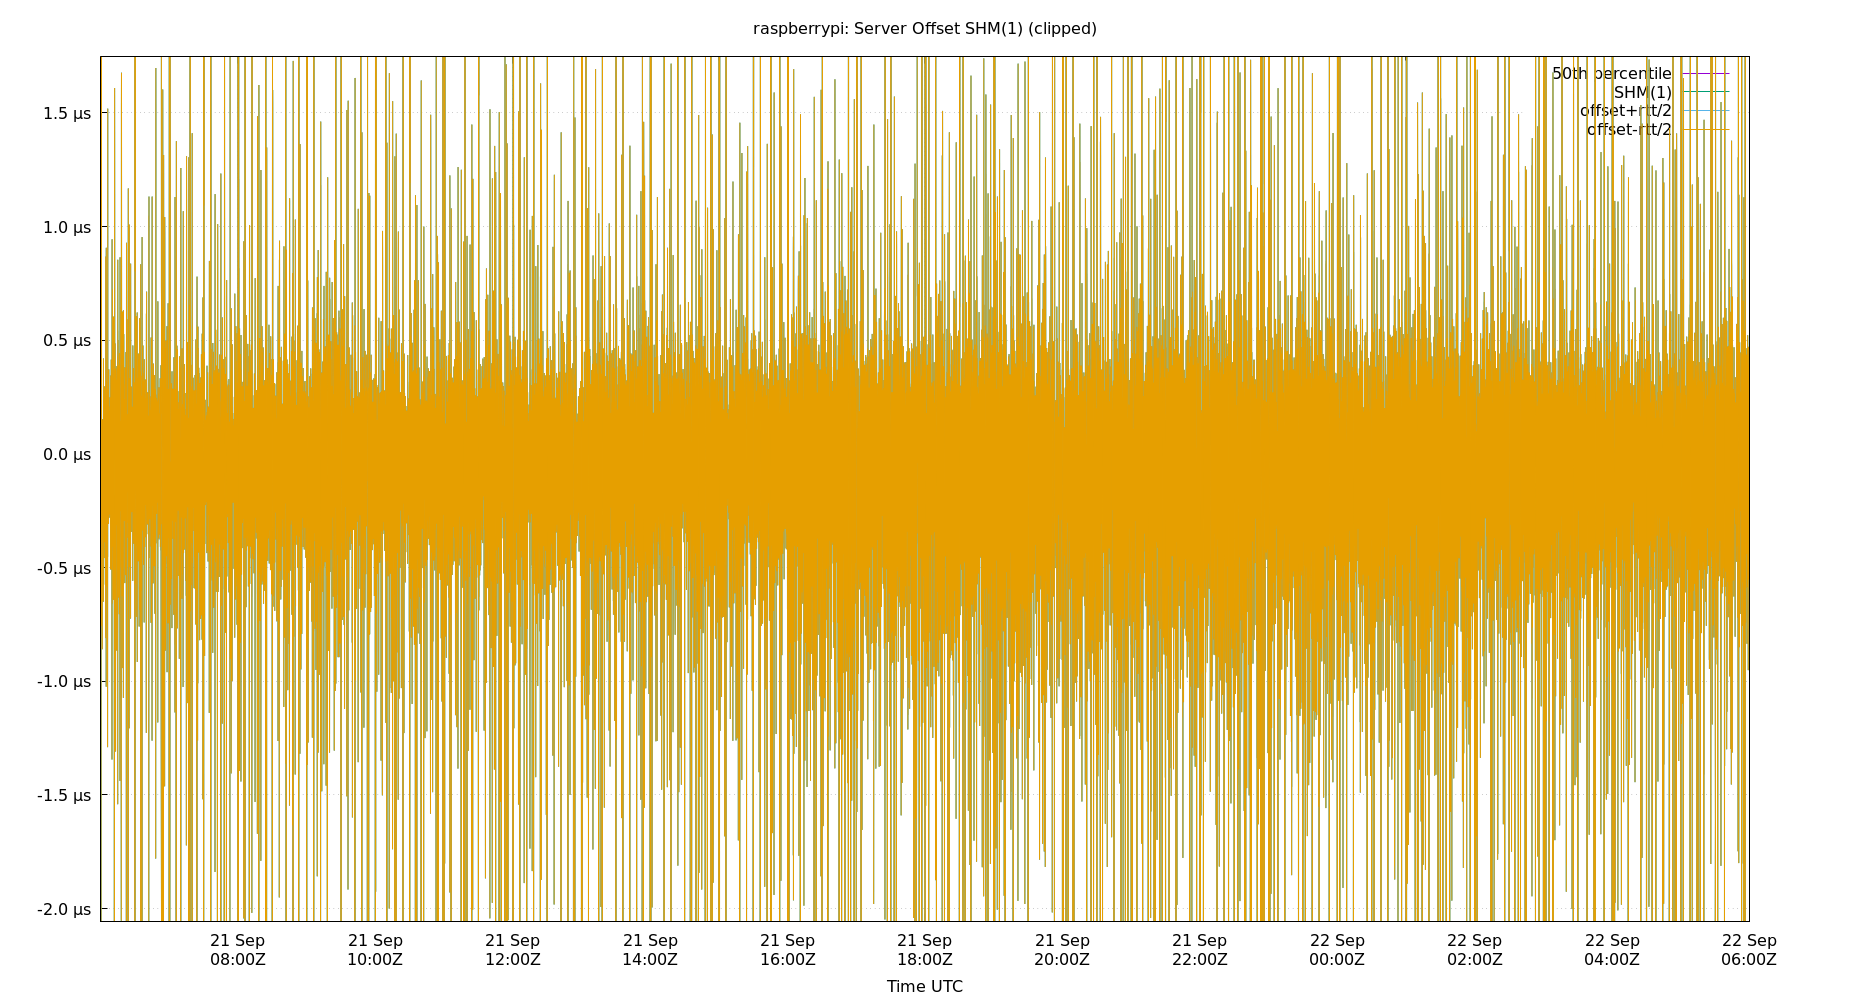 raspberrypi: Server Offset SHM(1) (clipped)
50th percentile
SHM(1)
offset+rtt/2
offset-rtt/2
1.5 µs
1.0 µs
0.5 µs
0.0 µs
-0.5 µs
-1.0 µs
-1.5 µs
-2.0 µs
21 Sep 21 Sep 21 Sep 21 Sep 21 Sep 21 Sep 21 Sep 21 Sep 22 Sep 22 Sep 22 Sep 22 Sep
08:00Z 10:00Z 12:00Z 14:00Z 16:00Z 18:00Z 20:00Z 22:00Z 00:00Z 02:00Z 04:00Z 06:00Z
Time UTC